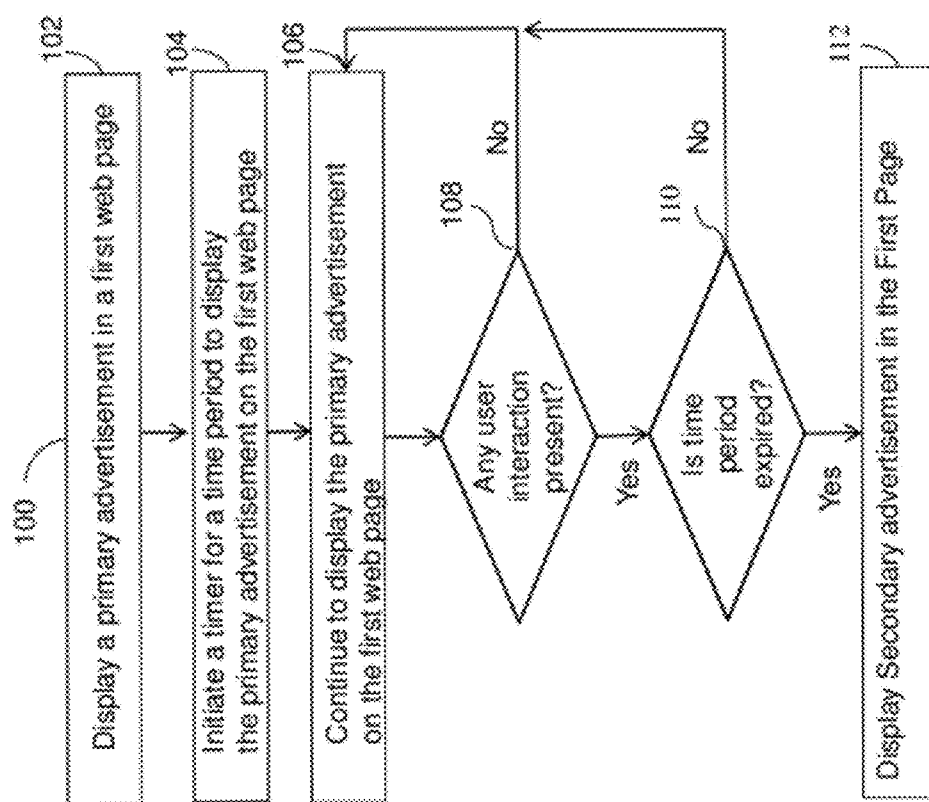 100
102
Display a primary advertisement in a first web page
104
Initiate a timer for a time period to display
the primary advertisement on the first web page
106
Continue to display the primary advertisement
on the first web page
108
Any user
interaction
present?
No
Yes
110
Is time
period
expired?
No
Yes
112
Display Secondary advertisement in the First Page